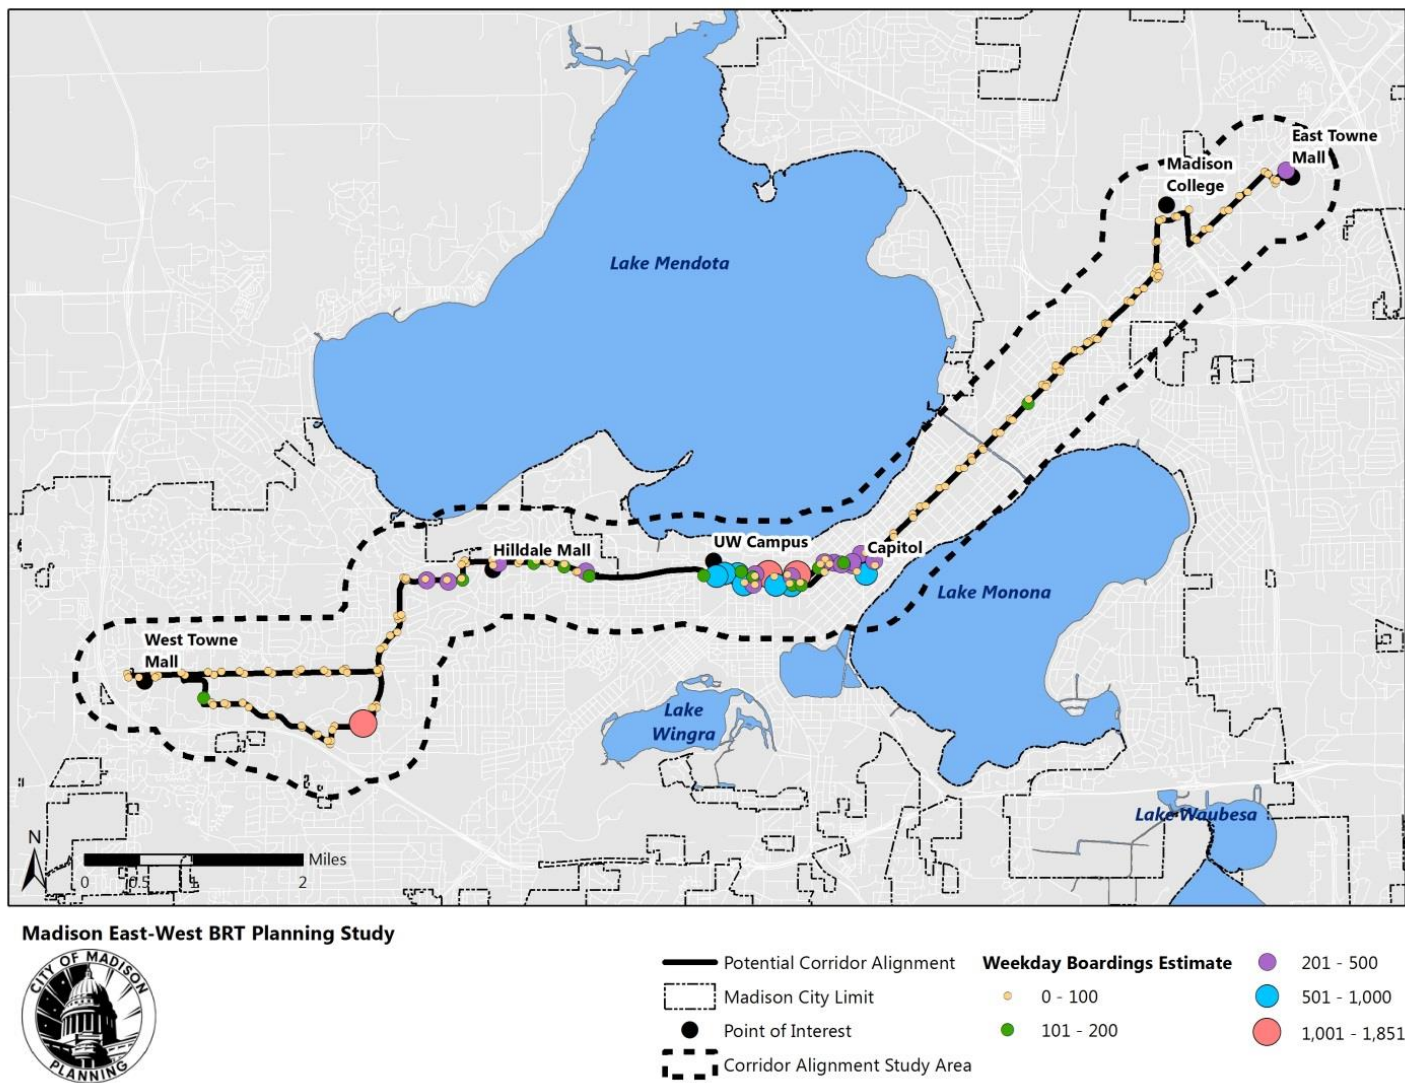 East Towne
Mall
Madison
College
Lake Mendota
UW Campus
Capitol
Hilldale Mall
Lake Monona
West Towne
Mall
Lake
Wingra
Lake Waubesa
N
Miles
0 0.5 1 2
Madison East-West BRT Planning Study
CITY OF MADISON
PLANNING
Potential Corridor Alignment
Madison City Limit
Point of Interest
Corridor Alignment Study Area
Weekday Boardings Estimate
0 - 100
101 - 200
201 - 500
501 - 1,000
1,001 - 1,851